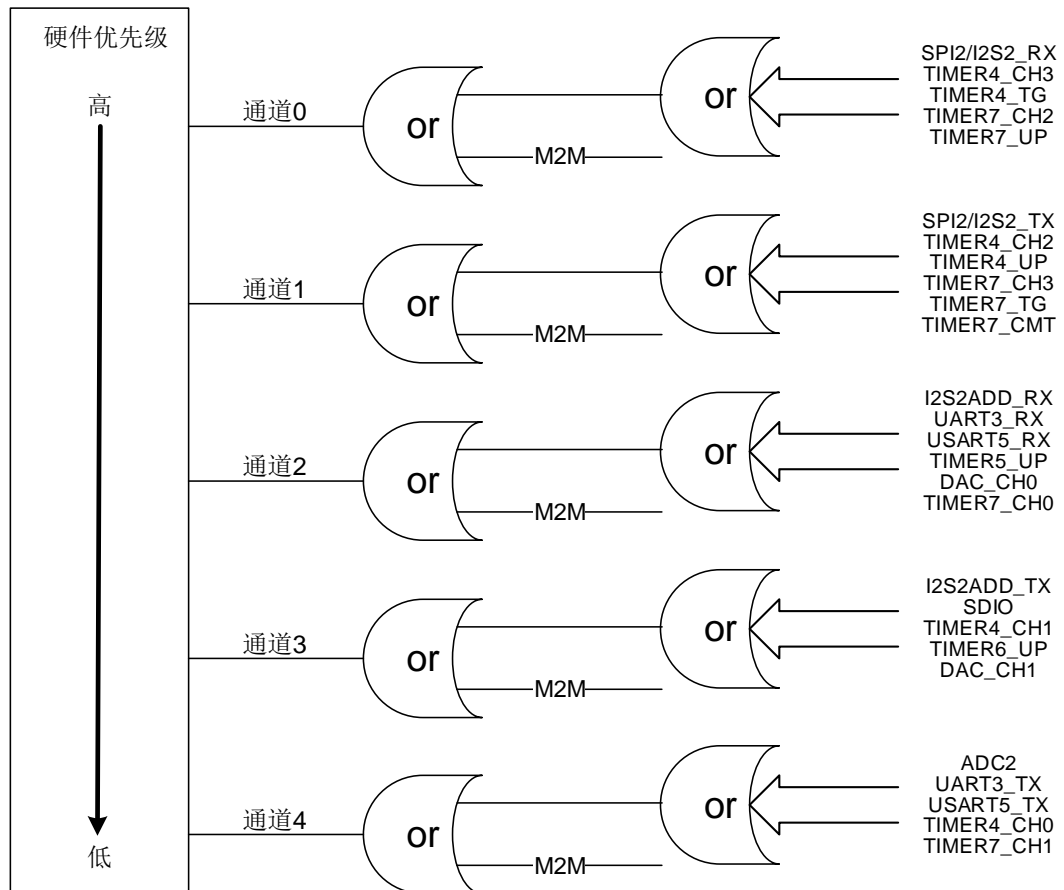 硬件优先级
高
低
通道0
or
M2M
or
SPI2/I2S2_RX
TIMER4_CH3
TIMER4_TG
TIMER7_CH2
TIMER7_UP
通道1
or
M2M
or
SPI2/I2S2_TX
TIMER4_CH2
TIMER4_UP
TIMER7_CH3
TIMER7_TG
TIMER7_CMT
通道2
or
M2M
or
I2S2ADD_RX
UART3_RX
USART5_RX
TIMER5_UP
DAC_CH0
TIMER7_CH0
通道3
or
M2M
or
I2S2ADD_TX
SDIO
TIMER4_CH1
TIMER6_UP
DAC_CH1
通道4
or
M2M
or
ADC2
UART3_TX
USART5_TX
TIMER4_CH0
TIMER7_CH1